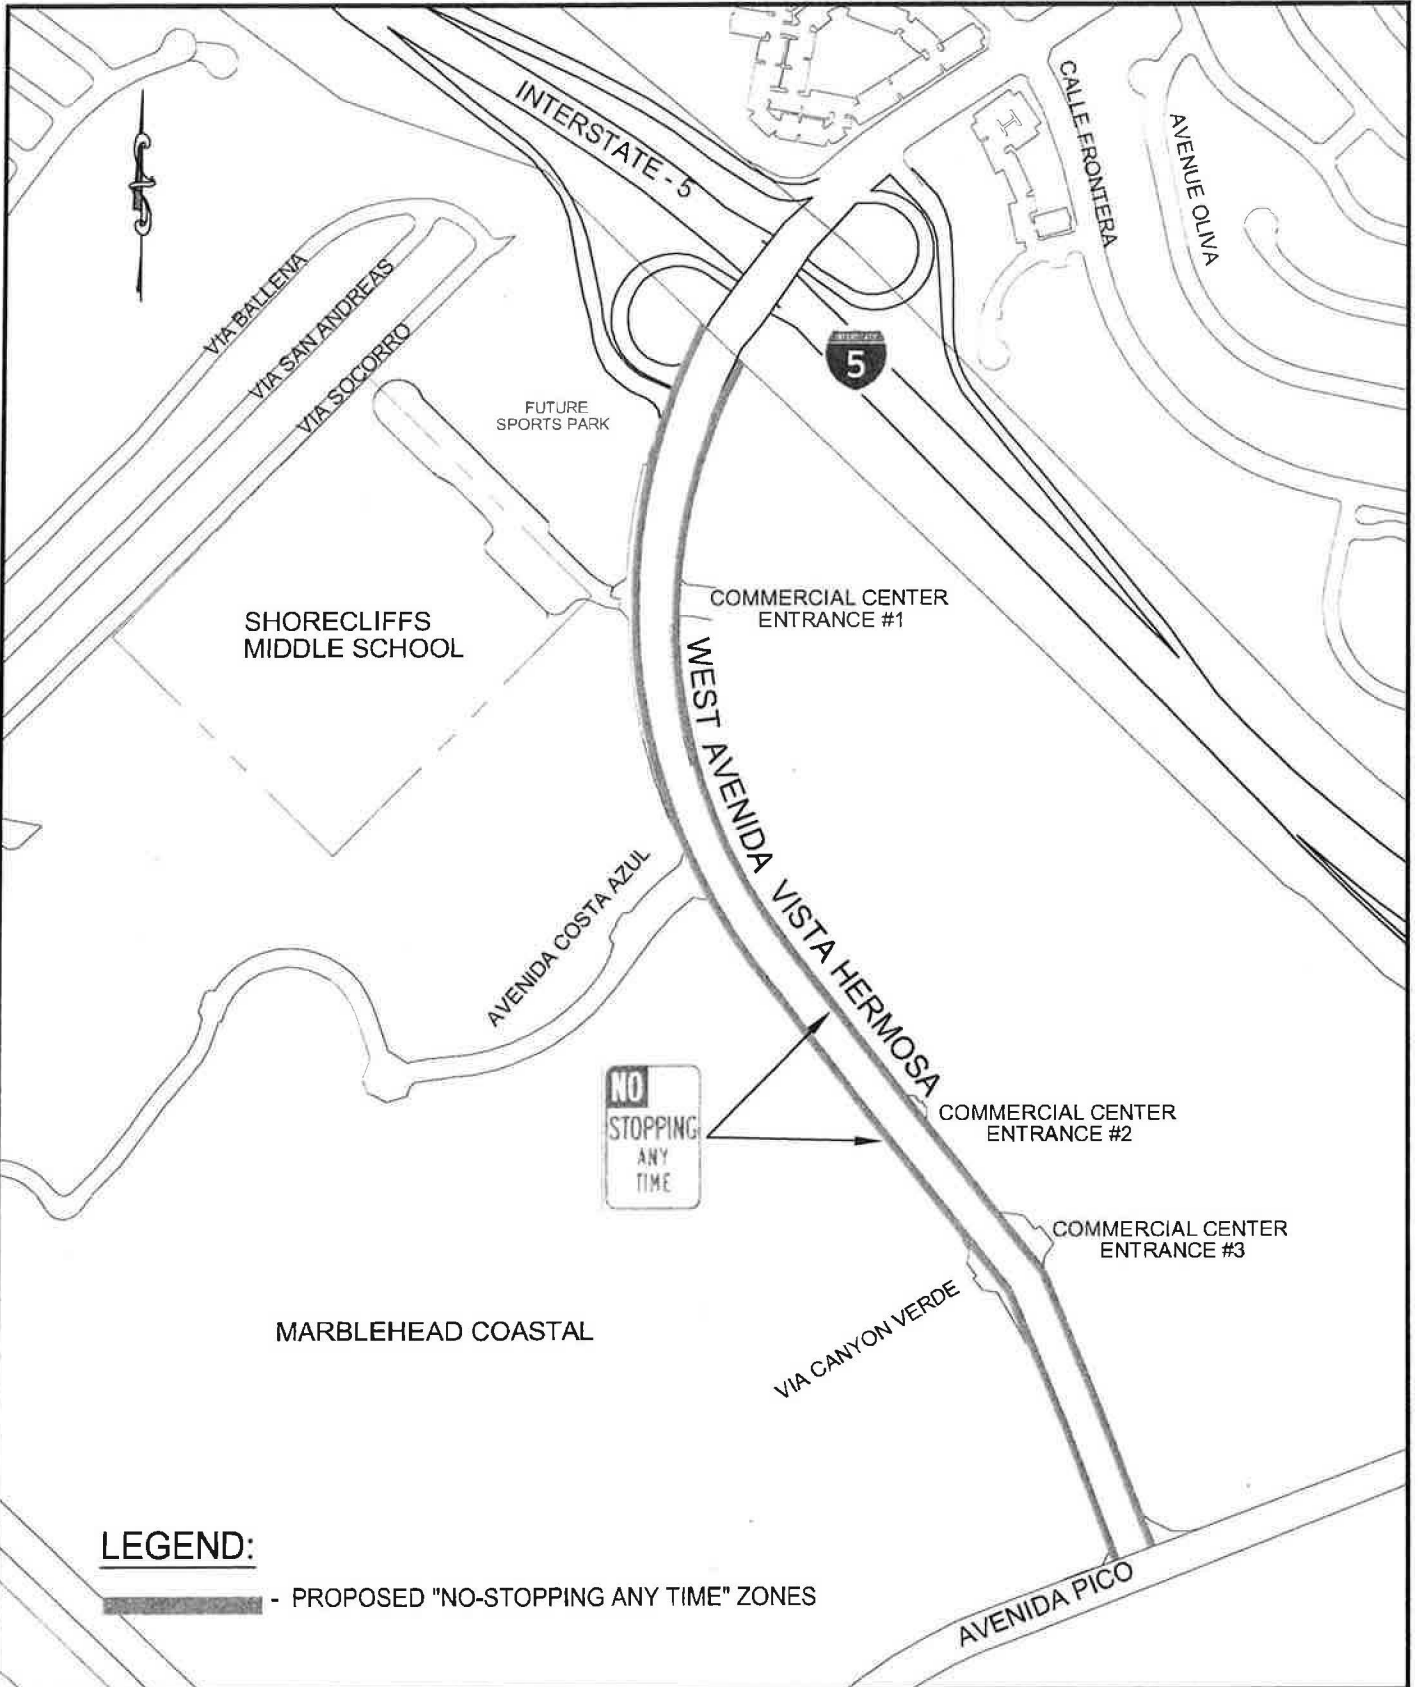 INTERSTATE - 5
CALLE FRONTERA
AVENUE OLIVA
VIA BALLENA
VIA SAN ANDREAS
VIA SOCORRO
INTERSTATE
5
FUTURE
SPORTS PARK
SHORECLIFFS
MIDDLE SCHOOL
COMMERCIAL CENTER
ENTRANCE #1
WEST AVENIDA VISTA HERMOSA
AVENIDA COSTA AZUL
NO
STOPPING
ANY
TIME
COMMERCIAL CENTER
ENTRANCE #2
COMMERCIAL CENTER
ENTRANCE #3
VIA CANYON VERDE
MARBLEHEAD COASTAL
LEGEND:
- PROPOSED "NO-STOPPING ANY TIME" ZONES
AVENIDA PICO